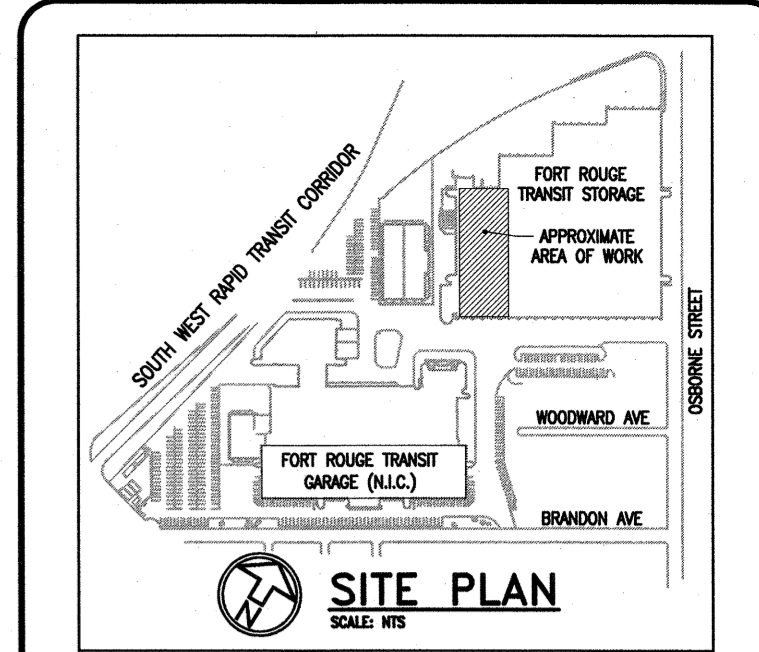 SOUTH WEST RAPID TRANSIT CORRIDOR
FORT ROUGE
TRANSIT STORAGE
APPROXIMATE
AREA OF WORK
OSBORNE STREET
WOODWARD AVE
FORT ROUGE TRANSIT
GARAGE (N.I.C.)
BRANDON AVE
N
SITE PLAN
SCALE: NTS